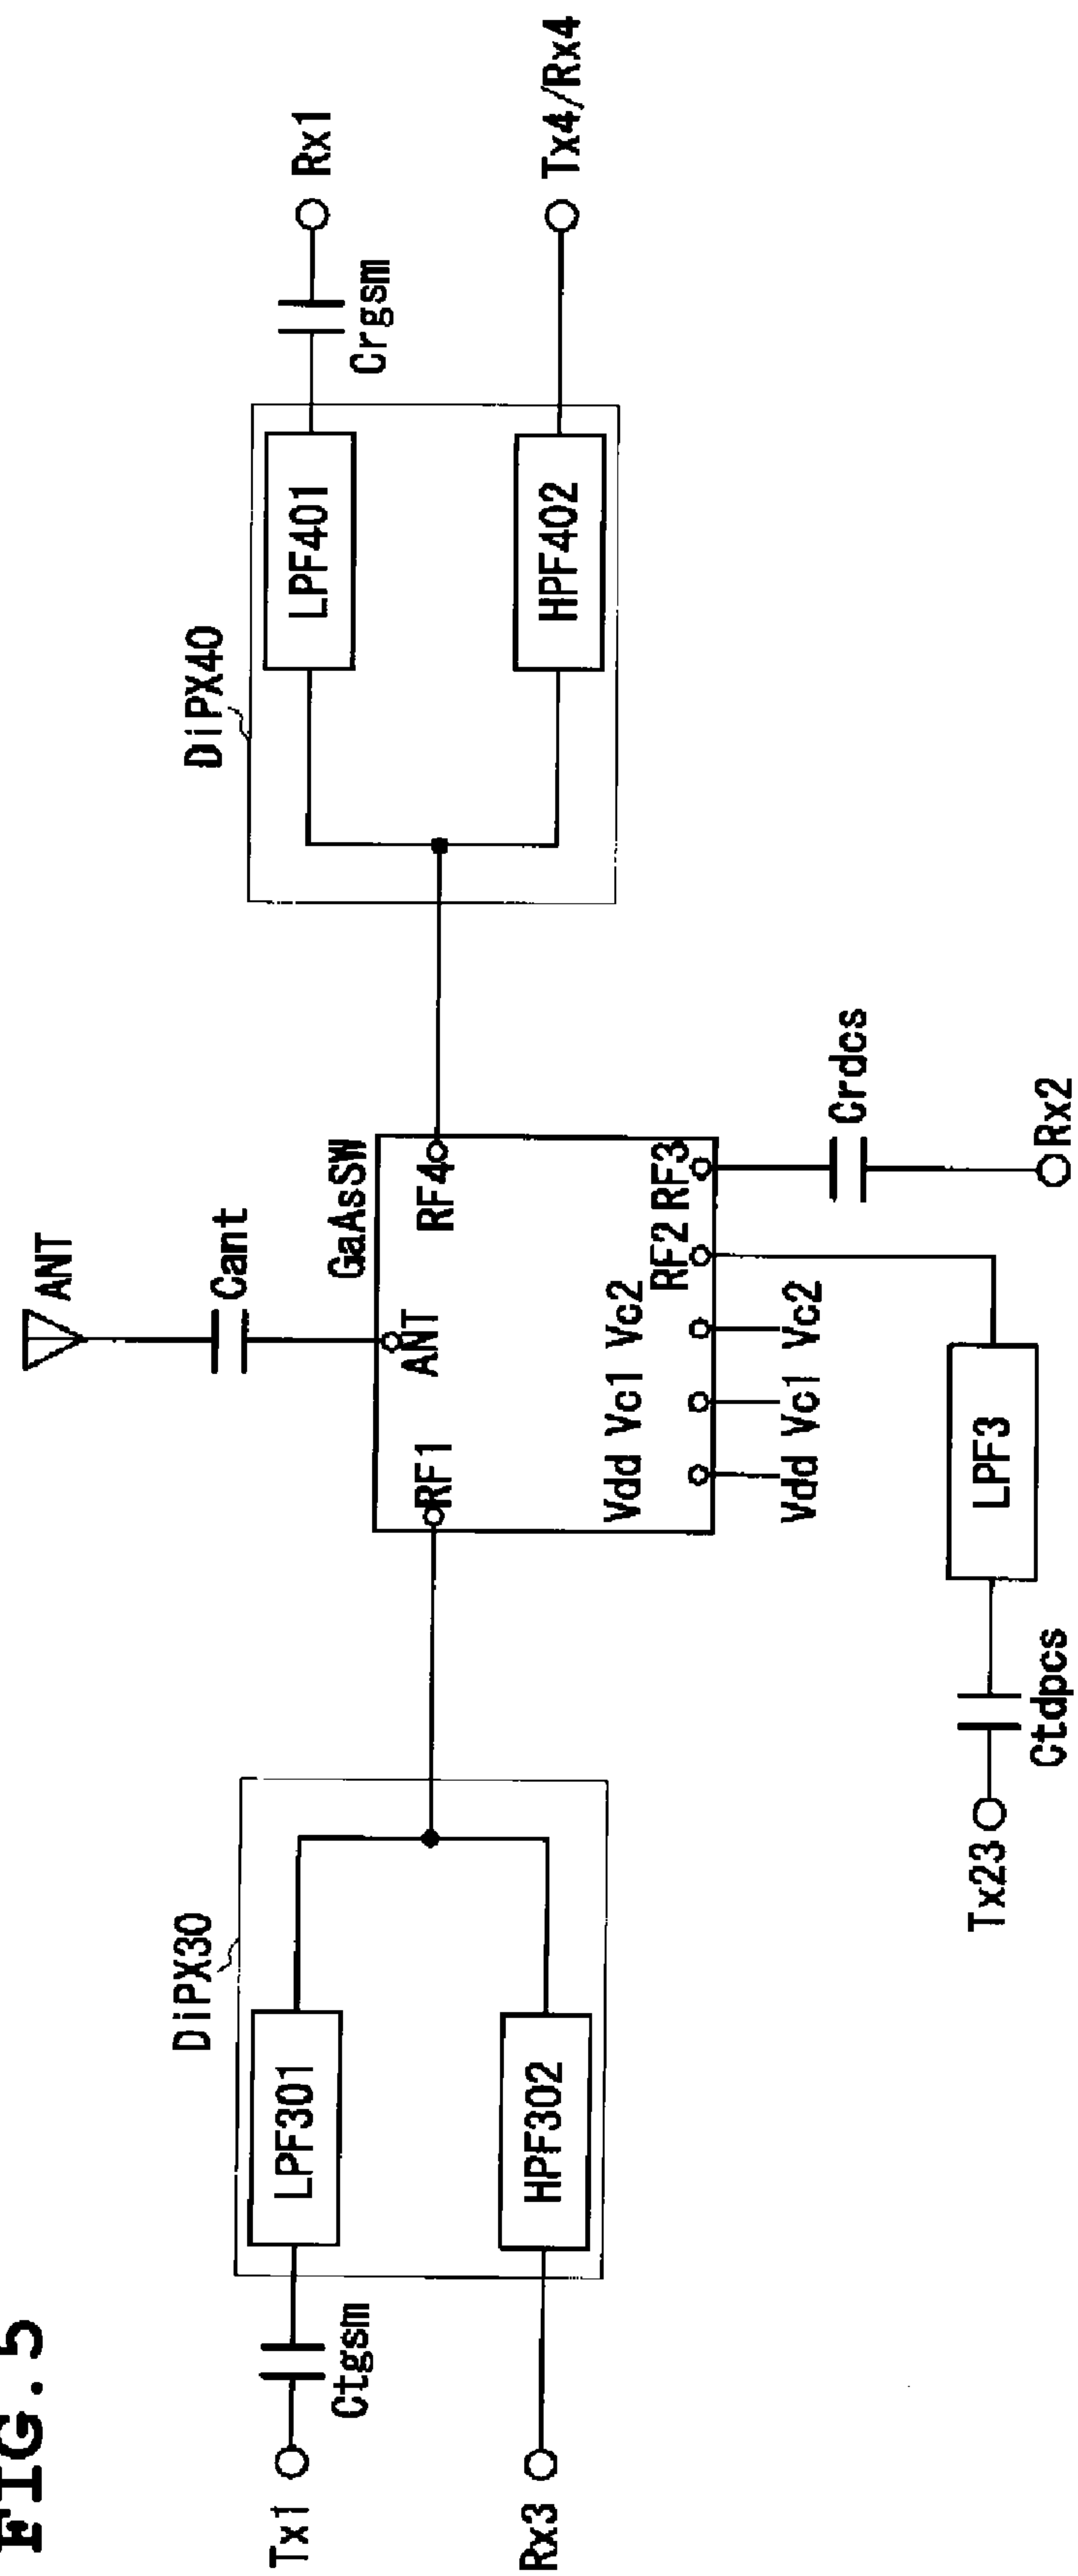 FIG.5
ANT
Cant
GaAsSW
DiPX30
DiPX40
Tx1
Ctgsm
LPF301
RF1
ANT
RF4
LPF401
Crgsm
Rx1
Rx3
HPF302
HPF402
Tx4/Rx4
Vdd Vc1 Vc2 RF2 RF3
Vdd Vc1 Vc2
Crdcs
Tx23
Ctdpcs
LPF3
Rx2